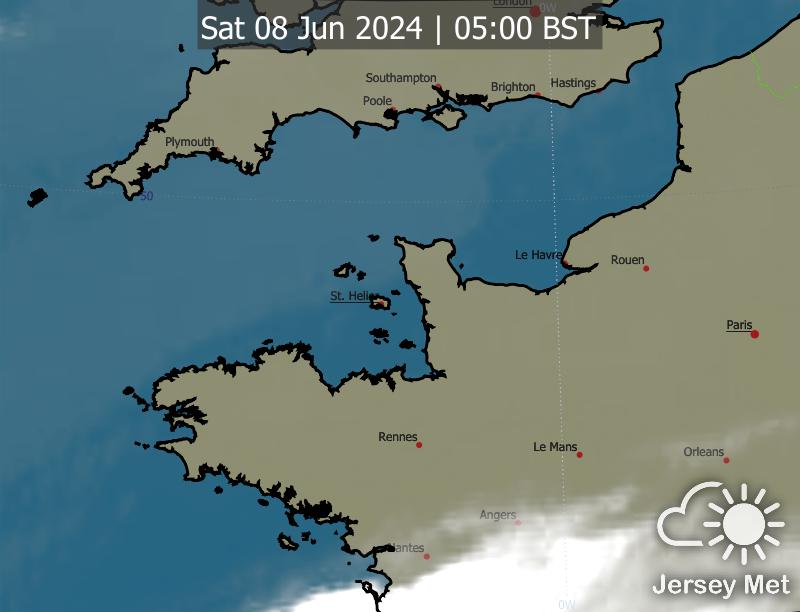 London
0W
Sat 08 Jun 2024 | 05:00 BST
Southampton
Brighton
Hastings
Poole
Plymouth
50
Le Havre
Rouen
St. Helier
Paris
Rennes
Le Mans
Orleans
Angers
Nantes
Jersey Met
0W